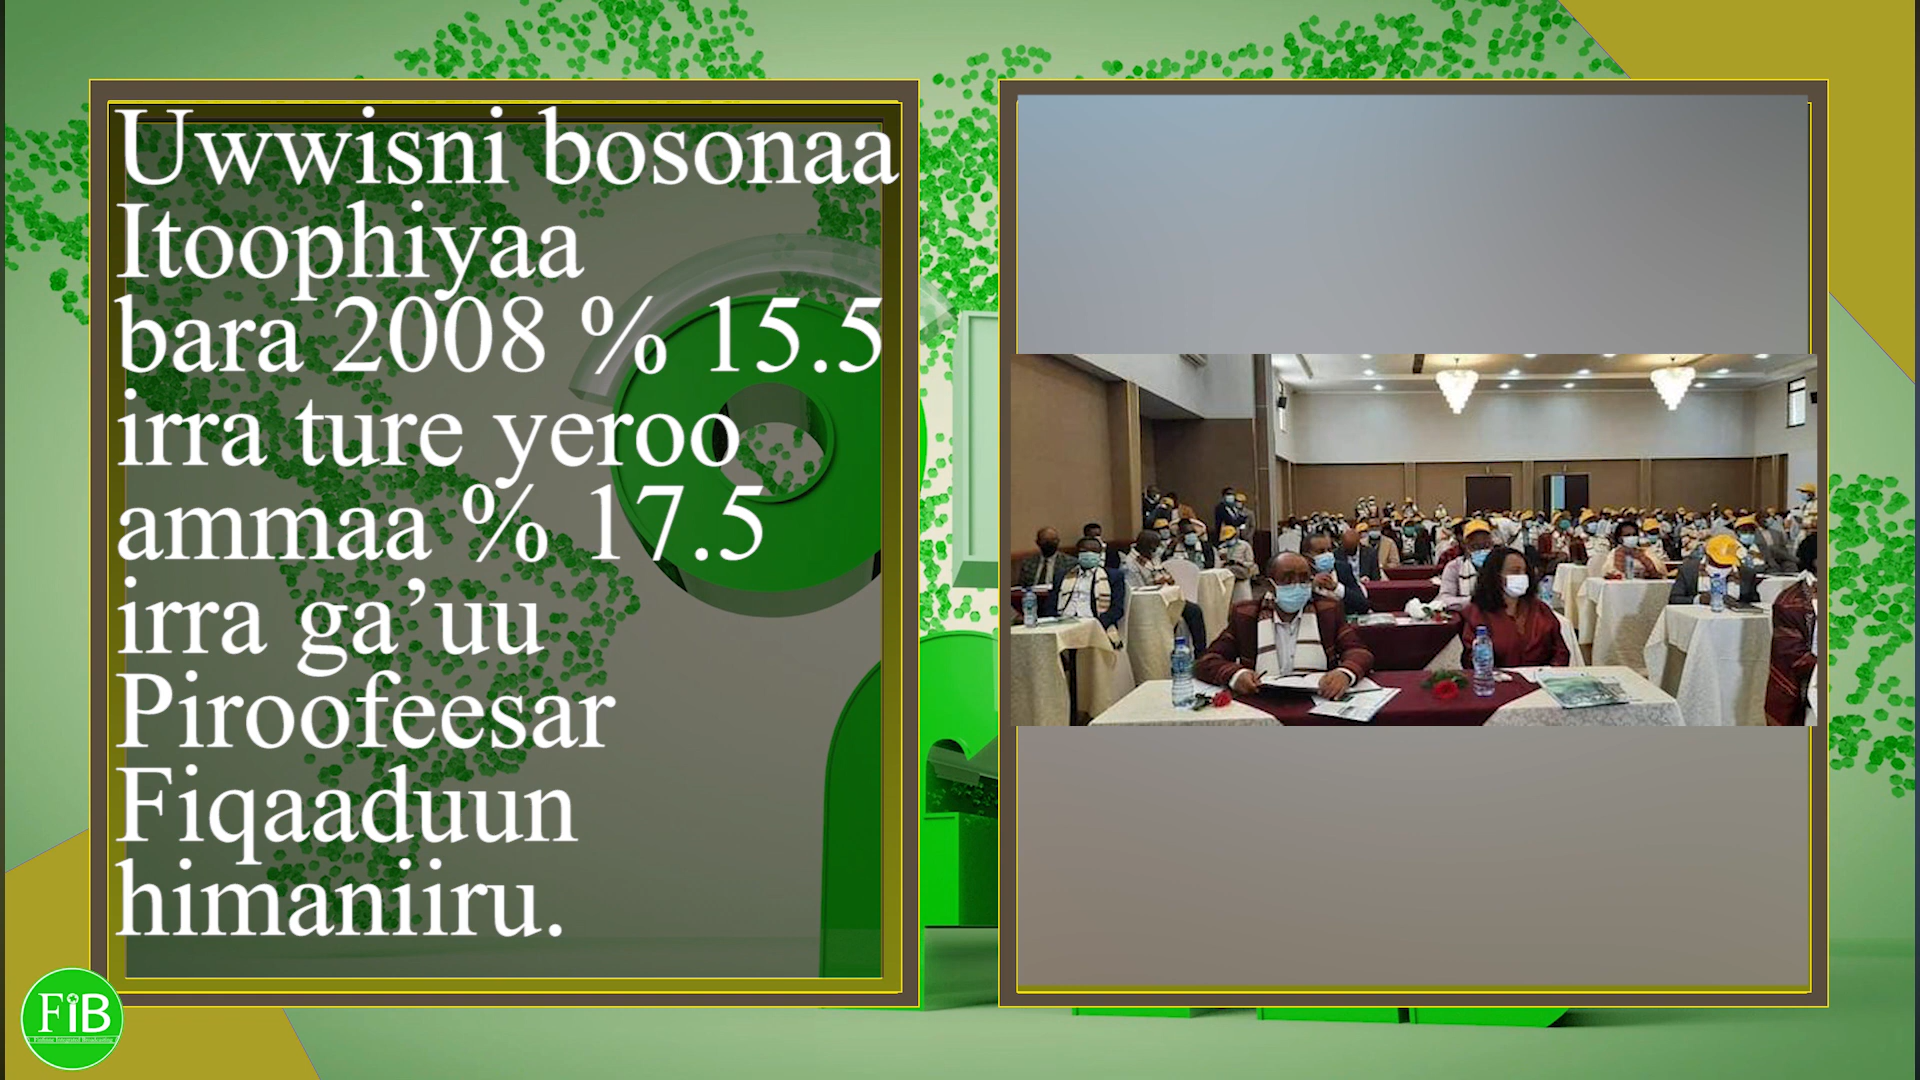 Uwwisni bosonaa
Itoophiyaa
bara 2008 % 15.5
irra ture yeroo
ammaa % 17.5
irra ga’uu
Piroofeesar
Fiqaaduun
himaniiru.
FiB